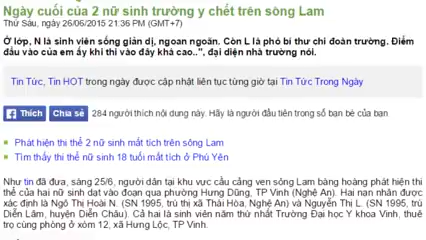 Ngày cuối của 2 nữ sinh trường y chết trên sông Lam
Thứ Sáu, ngày 26/06/2015 21:36 PM (GMT+7)
Ở lớp, N là sinh viên sống giản dị, ngoan ngoãn. Còn L là phó bí thư chi đoàn trường. Điểm
đầu vào của em ấy khi thi vào đây khá cao..", đại diện nhà trường nói.
Tin Tức, Tin HOT trong ngày được cập nhật liên tục từng giờ tại Tin Tức Trong Ngày
Thích Chia sẻ 284 người thích nội dung này. Hãy là người đầu tiên trong số bạn bè của bạn
Phát hiện thi thể 2 nữ sinh mất tích trên sông Lam
Tìm thấy thi thể nữ sinh 18 tuổi mất tích ở Phú Yên
Như tin đã đưa, sáng 25/6, người dân tại khu vực cầu cảng ven sông Lam bàng hoàng phát hiện thi
thể của hai nữ sinh dạt vào đoạn qua phường Hưng Dũng, TP Vinh (Nghệ An). Hai nạn nhân được
xác định là Ngô Thị Hoài N. (SN 1995, trú thị xã Thái Hòa, Nghệ An) và Nguyễn Thị L. (SN 1995, trú
Diễn Lâm, huyện Diễn Châu). Cả hai là sinh viên năm thứ nhất Trường Đại học Y khoa Vinh, thuê
trọ cùng phòng ở xóm 12, xã Hưng Lộc, TP Vinh.